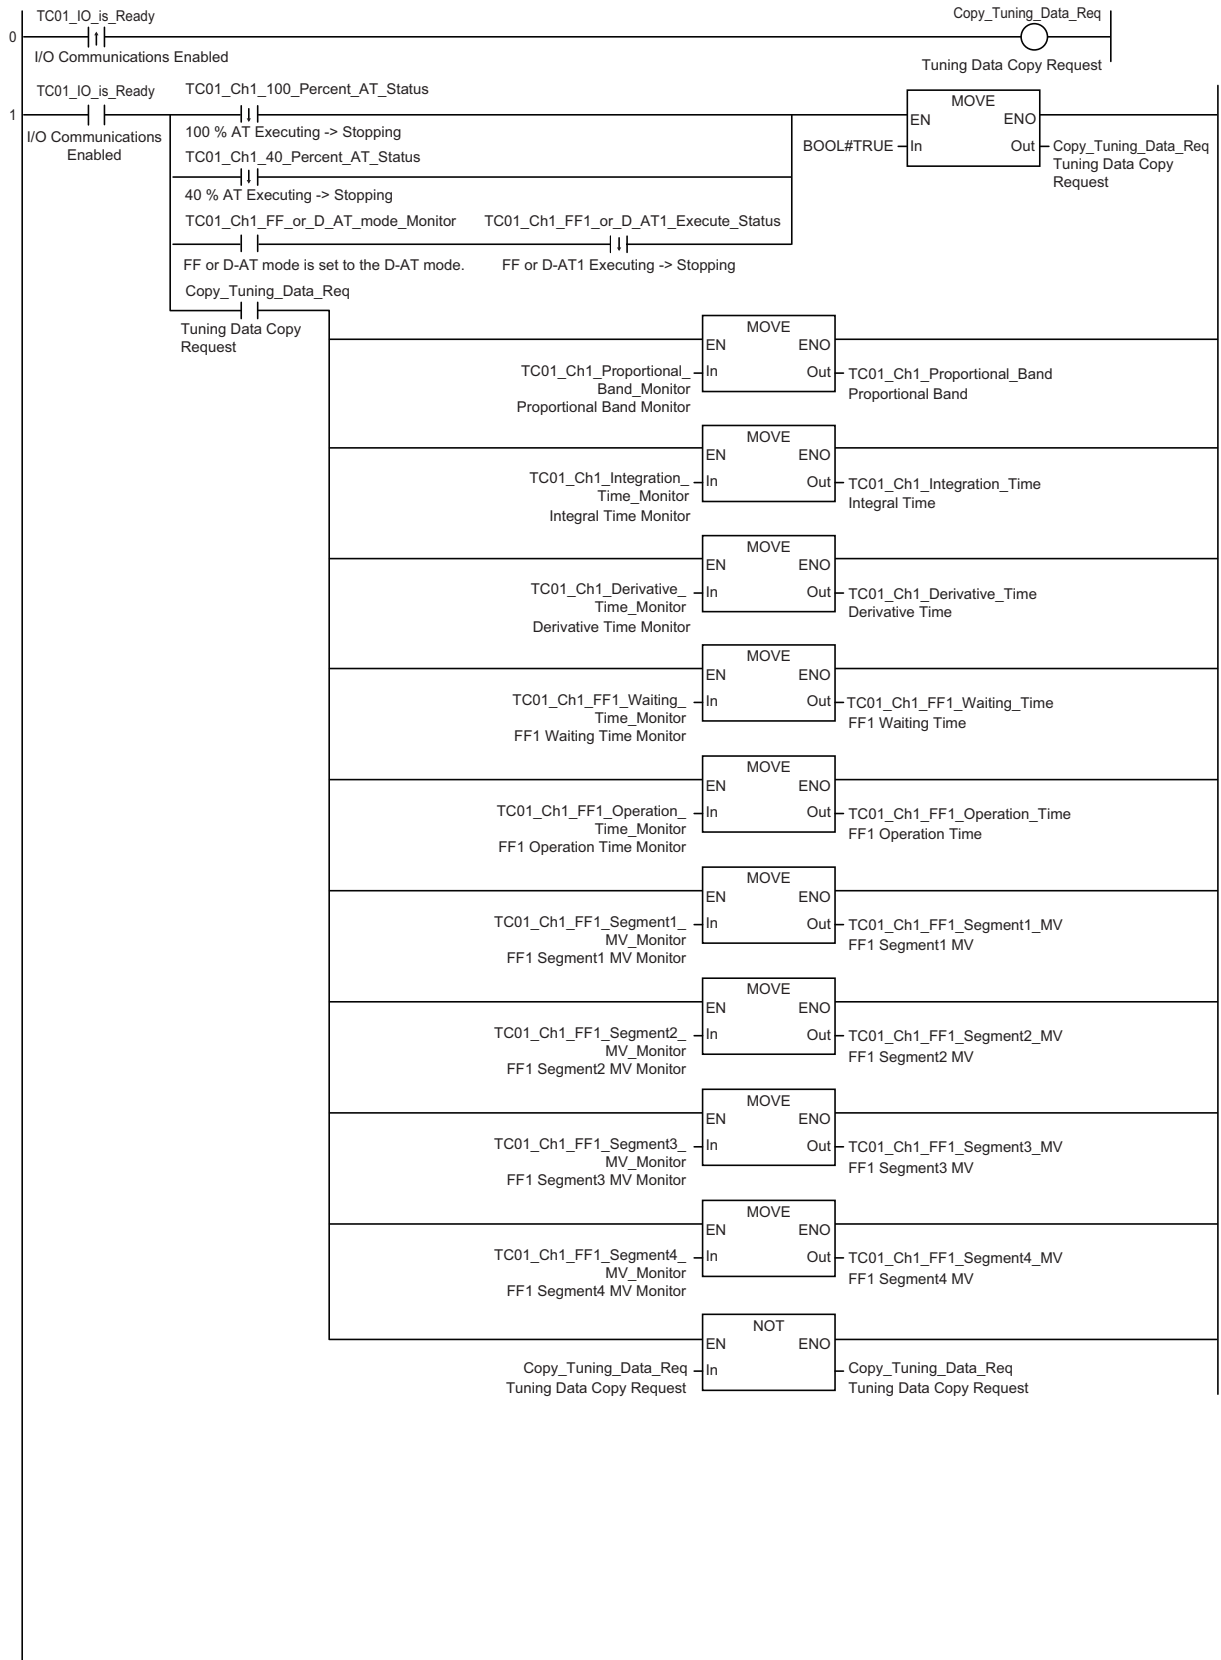 TC01_IO_is_Ready
Copy_Tuning_Data_Req
0
I/O Communications Enabled
Tuning Data Copy Request
TC01_IO_is_Ready
TC01_Ch1_100_Percent_AT_Status
MOVE
1
EN
ENO
I/O Communications
Enabled
100 % AT Executing -> Stopping
BOOL#TRUE
In
Out
Copy_Tuning_Data_Req
Tuning Data Copy
Request
TC01_Ch1_40_Percent_AT_Status
40 % AT Executing -> Stopping
TC01_Ch1_FF_or_D_AT_mode_Monitor
TC01_Ch1_FF1_or_D_AT1_Execute_Status
FF or D-AT mode is set to the D-AT mode.
FF or D-AT1 Executing -> Stopping
Copy_Tuning_Data_Req
Tuning Data Copy
Request
MOVE
EN
ENO
TC01_Ch1_Proportional_
Band_Monitor
Proportional Band Monitor
In
Out
TC01_Ch1_Proportional_Band
Proportional Band
MOVE
EN
ENO
TC01_Ch1_Integration_
Time_Monitor
Integral Time Monitor
In
Out
TC01_Ch1_Integration_Time
Integral Time
MOVE
EN
ENO
TC01_Ch1_Derivative_
Time_Monitor
Derivative Time Monitor
In
Out
TC01_Ch1_Derivative_Time
Derivative Time
MOVE
EN
ENO
TC01_Ch1_FF1_Waiting_
Time_Monitor
FF1 Waiting Time Monitor
In
Out
TC01_Ch1_FF1_Waiting_Time
FF1 Waiting Time
MOVE
EN
ENO
TC01_Ch1_FF1_Operation_
Time_Monitor
FF1 Operation Time Monitor
In
Out
TC01_Ch1_FF1_Operation_Time
FF1 Operation Time
MOVE
EN
ENO
TC01_Ch1_FF1_Segment1_
MV_Monitor
FF1 Segment1 MV Monitor
In
Out
TC01_Ch1_FF1_Segment1_MV
FF1 Segment1 MV
MOVE
EN
ENO
TC01_Ch1_FF1_Segment2_
MV_Monitor
FF1 Segment2 MV Monitor
In
Out
TC01_Ch1_FF1_Segment2_MV
FF1 Segment2 MV
MOVE
EN
ENO
TC01_Ch1_FF1_Segment3_
MV_Monitor
FF1 Segment3 MV Monitor
In
Out
TC01_Ch1_FF1_Segment3_MV
FF1 Segment3 MV
MOVE
EN
ENO
TC01_Ch1_FF1_Segment4_
MV_Monitor
FF1 Segment4 MV Monitor
In
Out
TC01_Ch1_FF1_Segment4_MV
FF1 Segment4 MV
NOT
EN
ENO
Copy_Tuning_Data_Req
Tuning Data Copy Request
In
Copy_Tuning_Data_Req
Tuning Data Copy Request